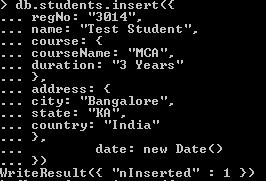 > db.students.insert({
... regNo: "3014",
... name: "Test Student",
... course: {
... courseName: "MCA",
... duration: "3 Years"
... },
... address: {
... city: "Bangalore",
... state: "KA",
... country: "India"
... },
...           date: new Date()
... })
WriteResult({ "nInserted" : 1 })